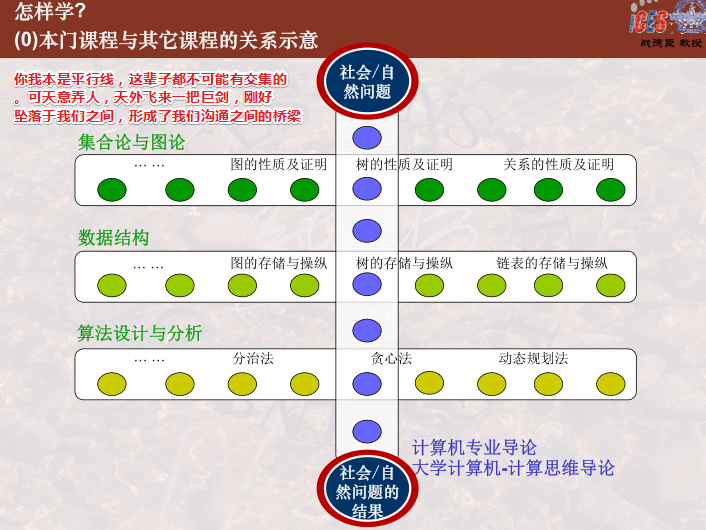 怎样学?
(0)本门课程与其它课程的关系示意
iCES
战德臣 教授
你我本是平行线，这辈子都不可能有交集的
。可天意弄人，天外飞来一把巨剑，刚好
坠落于我们之间，形成了我们沟通之间的桥梁
社会/自
然问题
集合论与图论
... ... 图的性质及证明 树的性质及证明 关系的性质及证明
数据结构
... ... 图的存储与操纵 树的存储与操纵 链表的存储与操纵
算法设计与分析
... ... 分治法 贪心法 动态规划法
计算机专业导论
大学计算机-计算思维导论
社会/自
然问题的
结果